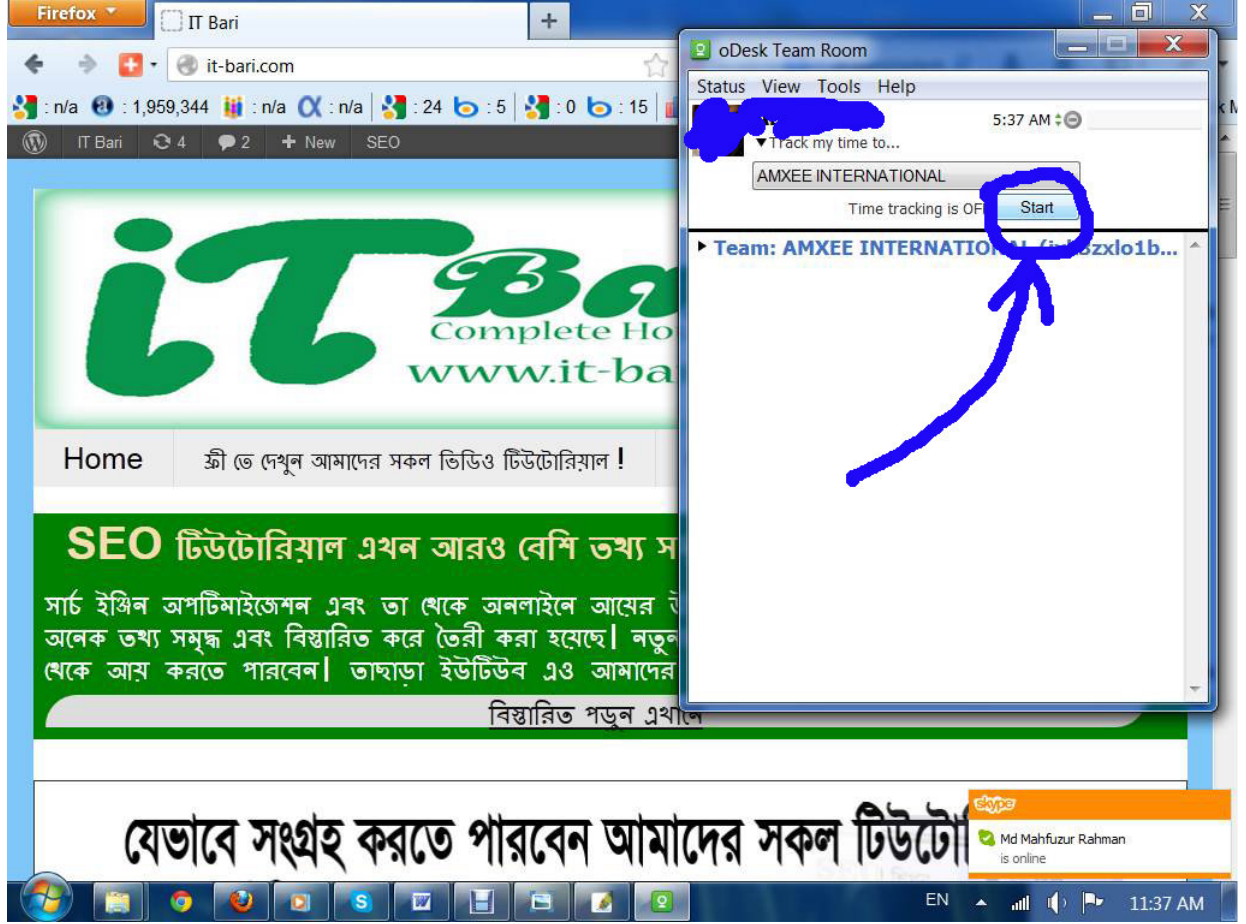 Firefox
IT Bari
it-bari.com
: n/a : 1,959,344 : n/a : n/a : 24 : 5 : 0 : 15
IT Bari 4 2 + New SEO
iT Ba
Complete Ho
www.it-ba
Home ফ্রী তে দেখুন আমাদের সকল ভিডিও টিউটোরিয়াল !
SEO টিউটোরিয়াল এখন আরও বেশি তথ্য স
সার্চ ইঞ্জিন অপটিমাইজেশন এবং তা থেকে অনলাইনে আয়ের
অনেক তথ্য সমৃদ্ধ এবং বিস্তারিত করে তৈরী করা হয়েছে| নতুন
থেকে আয় করতে পারবেন| তাছাড়া ইউটিউব এও আমাদের
বিস্তারিত পড়ুন এখানে
যেভাবে সংগ্রহ করতে পারবেন আমাদের সকল টিউটো
oDesk Team Room
Status View Tools Help
5:37 AM
Track my time to...
AMXEE INTERNATIONAL
Time tracking is OF Start
Team: AMXEE INTERNATIONAL
skype
Md Mahfuzur Rahman
is online
EN 11:37 AM